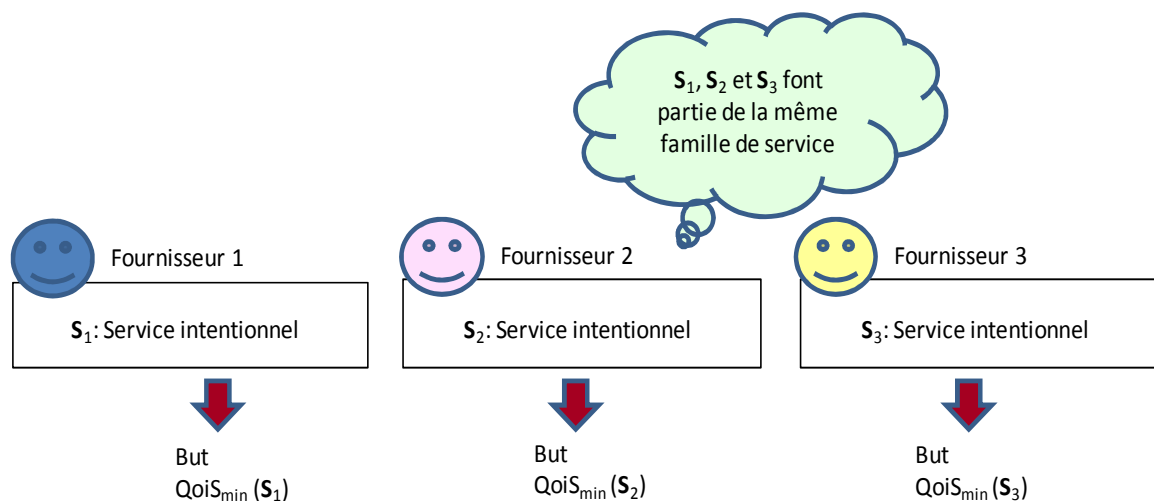 S1, S2 et S3 font
partie de la même
famille de service
Fournisseur 1
Fournisseur 2
Fournisseur 3
S1: Service intentionnel
S2: Service intentionnel
S3: Service intentionnel
But
QoiSmin (S1)
But
QoiSmin (S2)
But
QoiSmin (S3)